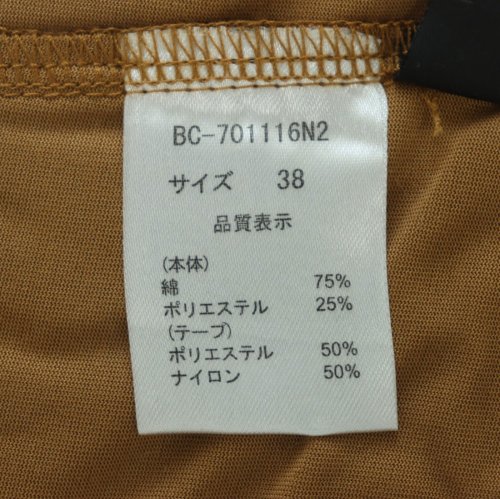 BC-701116N2
サイズ 38
品質表示
(本体)
綿 75%
ポリエステル 25%
(テープ)
ポリエステル 50%
ナイロン 50%